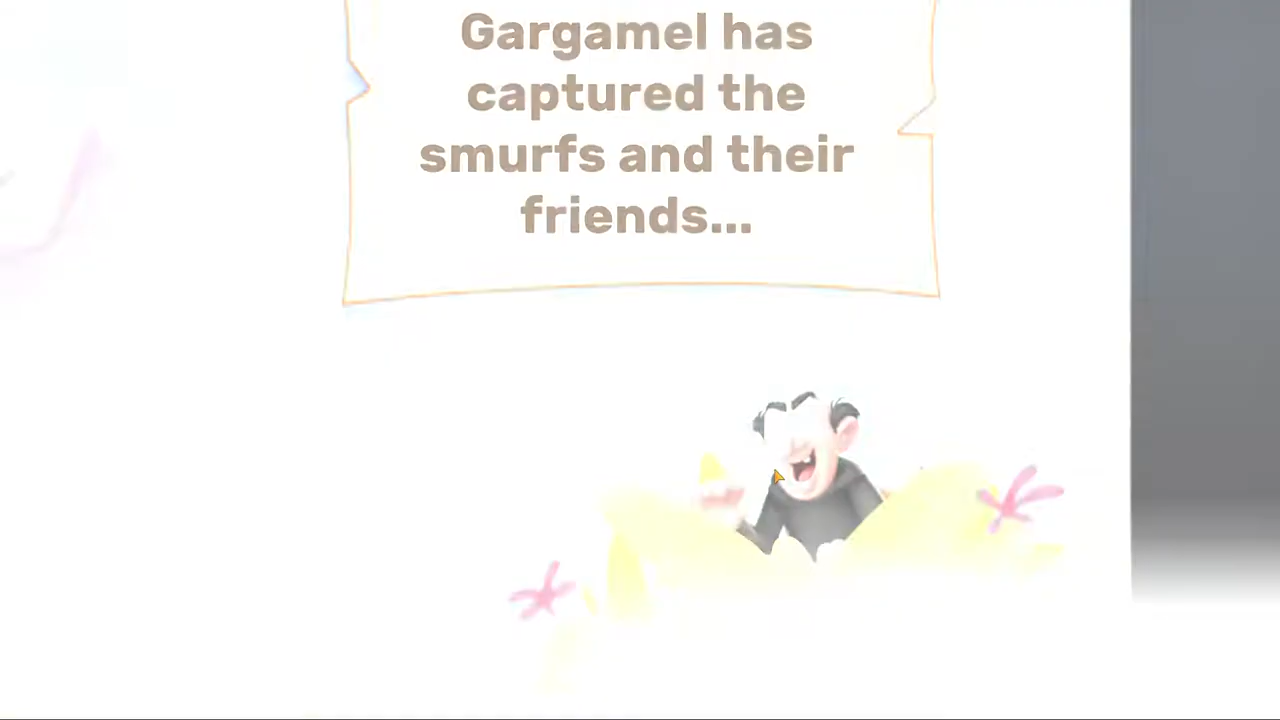 Gargamel has
captured the
smurfs and their
friends...